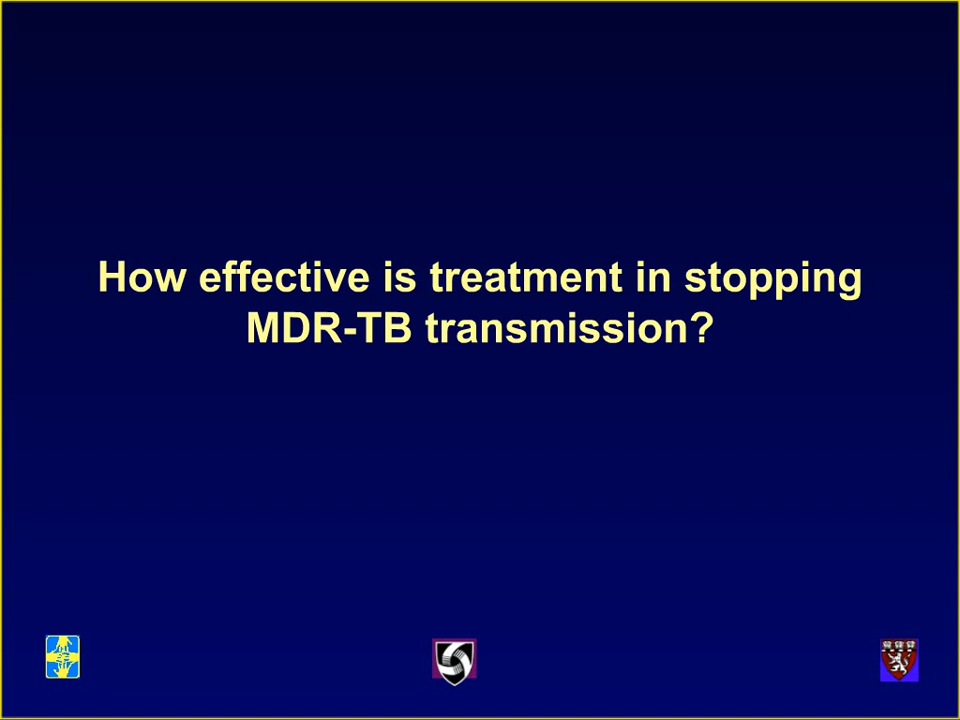 How effective is treatment in stopping
MDR-TB transmission?